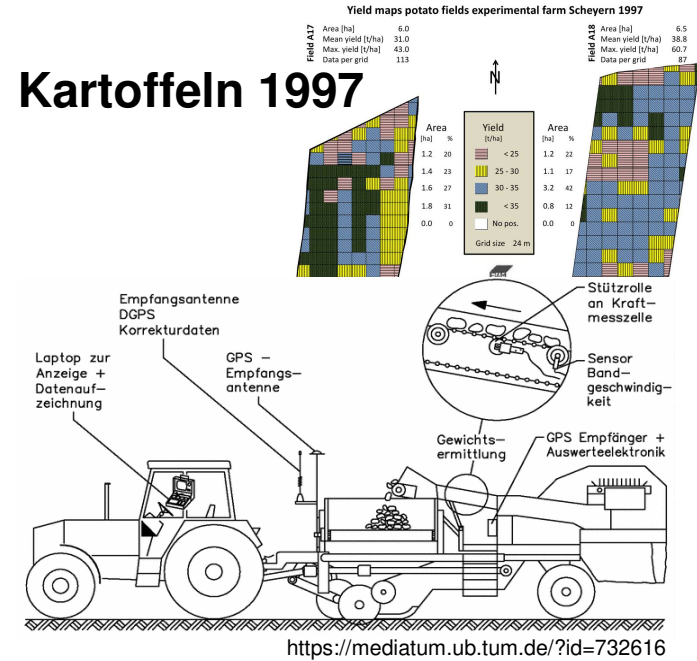 Yield maps potato fields experimental farm Scheyern 1997
Field A17
Area [ha] 6.0
Mean yield [t/ha) 31.0
Max. yield [t/ha] 43.0
Data per grid 113
Field A18
Area [ha] 6.5
Mean yield [t/ha) 38.8
Max. yield [t/ha] 60.7
Data per grid 87
Kartoffeln 1997
N
Area
[ha] %
1.2 20
1.4 23
1.6 27
1.8 31
0.0 0
Yield
[t/ha]
< 25
25 - 30
30 - 35
< 35
No pos.
Grid size 24 m
Area
[ha] %
1.2 22
1.1 17
3.2 42
0.8 12
0.0 0
Empfangsantenne
DGPS
Korrekturdaten
Laptop zur
Anzeige +
Datenauf-
zeichnung
GPS -
Empfangs-
antenne
Stützrolle
an Kraft-
messzelle
Sensor
Band-
geschwindig-
keit
Gewichts-
ermittlung
GPS Empfänger +
Auswerteelektronik
https://mediatum.ub.tum.de/?id=732616